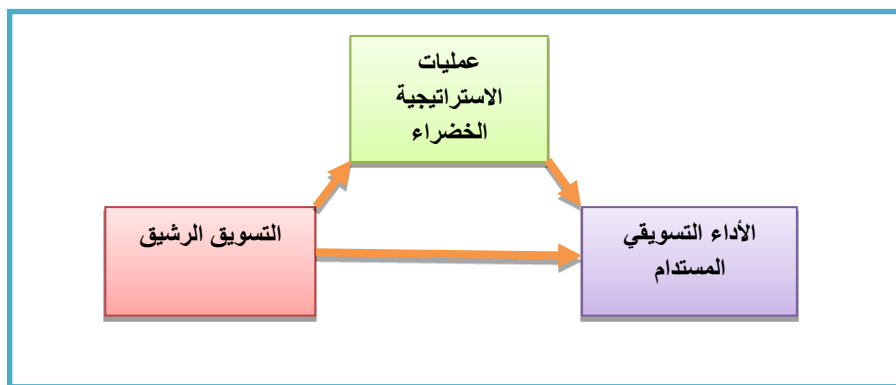 عمليات
الاستراتيجية
الخضراء
التسويق الرشيق
الأداء التسويقي
المستدام